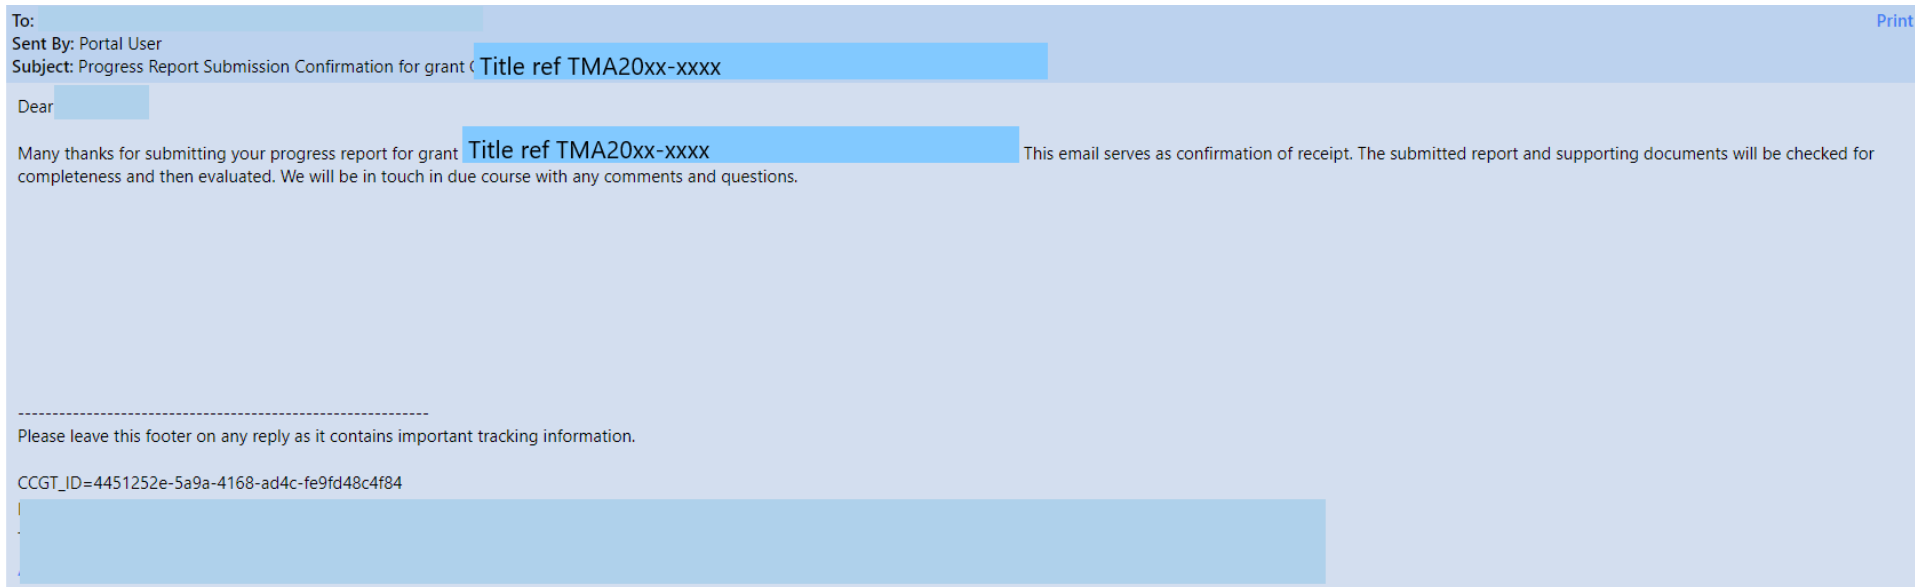 To:
Print
Sent By: Portal User
Subject: Progress Report Submission Confirmation for grant Title ref TMA20xx-xxxx
Dear
Many thanks for submitting your progress report for grant Title ref TMA20xx-xxxx This email serves as confirmation of receipt. The submitted report and supporting documents will be checked for
completeness and then evaluated. We will be in touch in due course with any comments and questions.
------------------------------------------------------------
Please leave this footer on any reply as it contains important tracking information.
CCGT_ID=4451252e-5a9a-4168-ad4c-fe9fd48c4f84